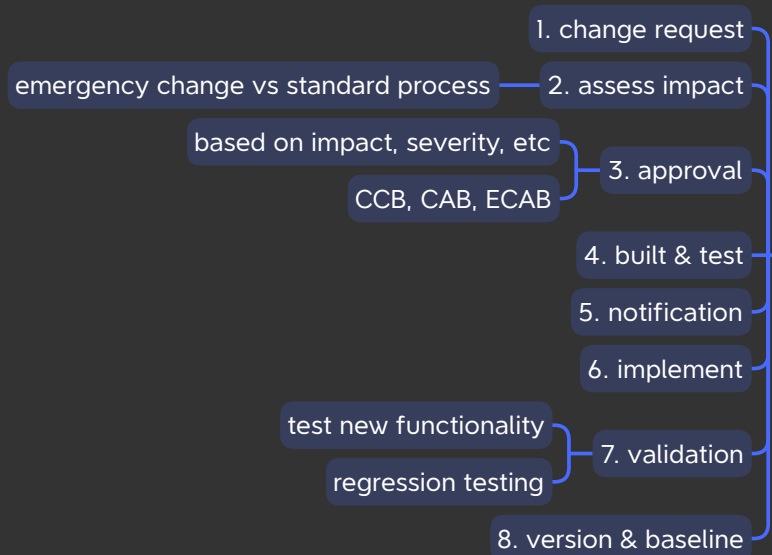 1. change request
emergency change vs standard process
2. assess impact
based on impact, severity, etc
3. approval
CCB, CAB, ECAB
4. built & test
5. notification
6. implement
test new functionality
7. validation
regression testing
8. version & baseline